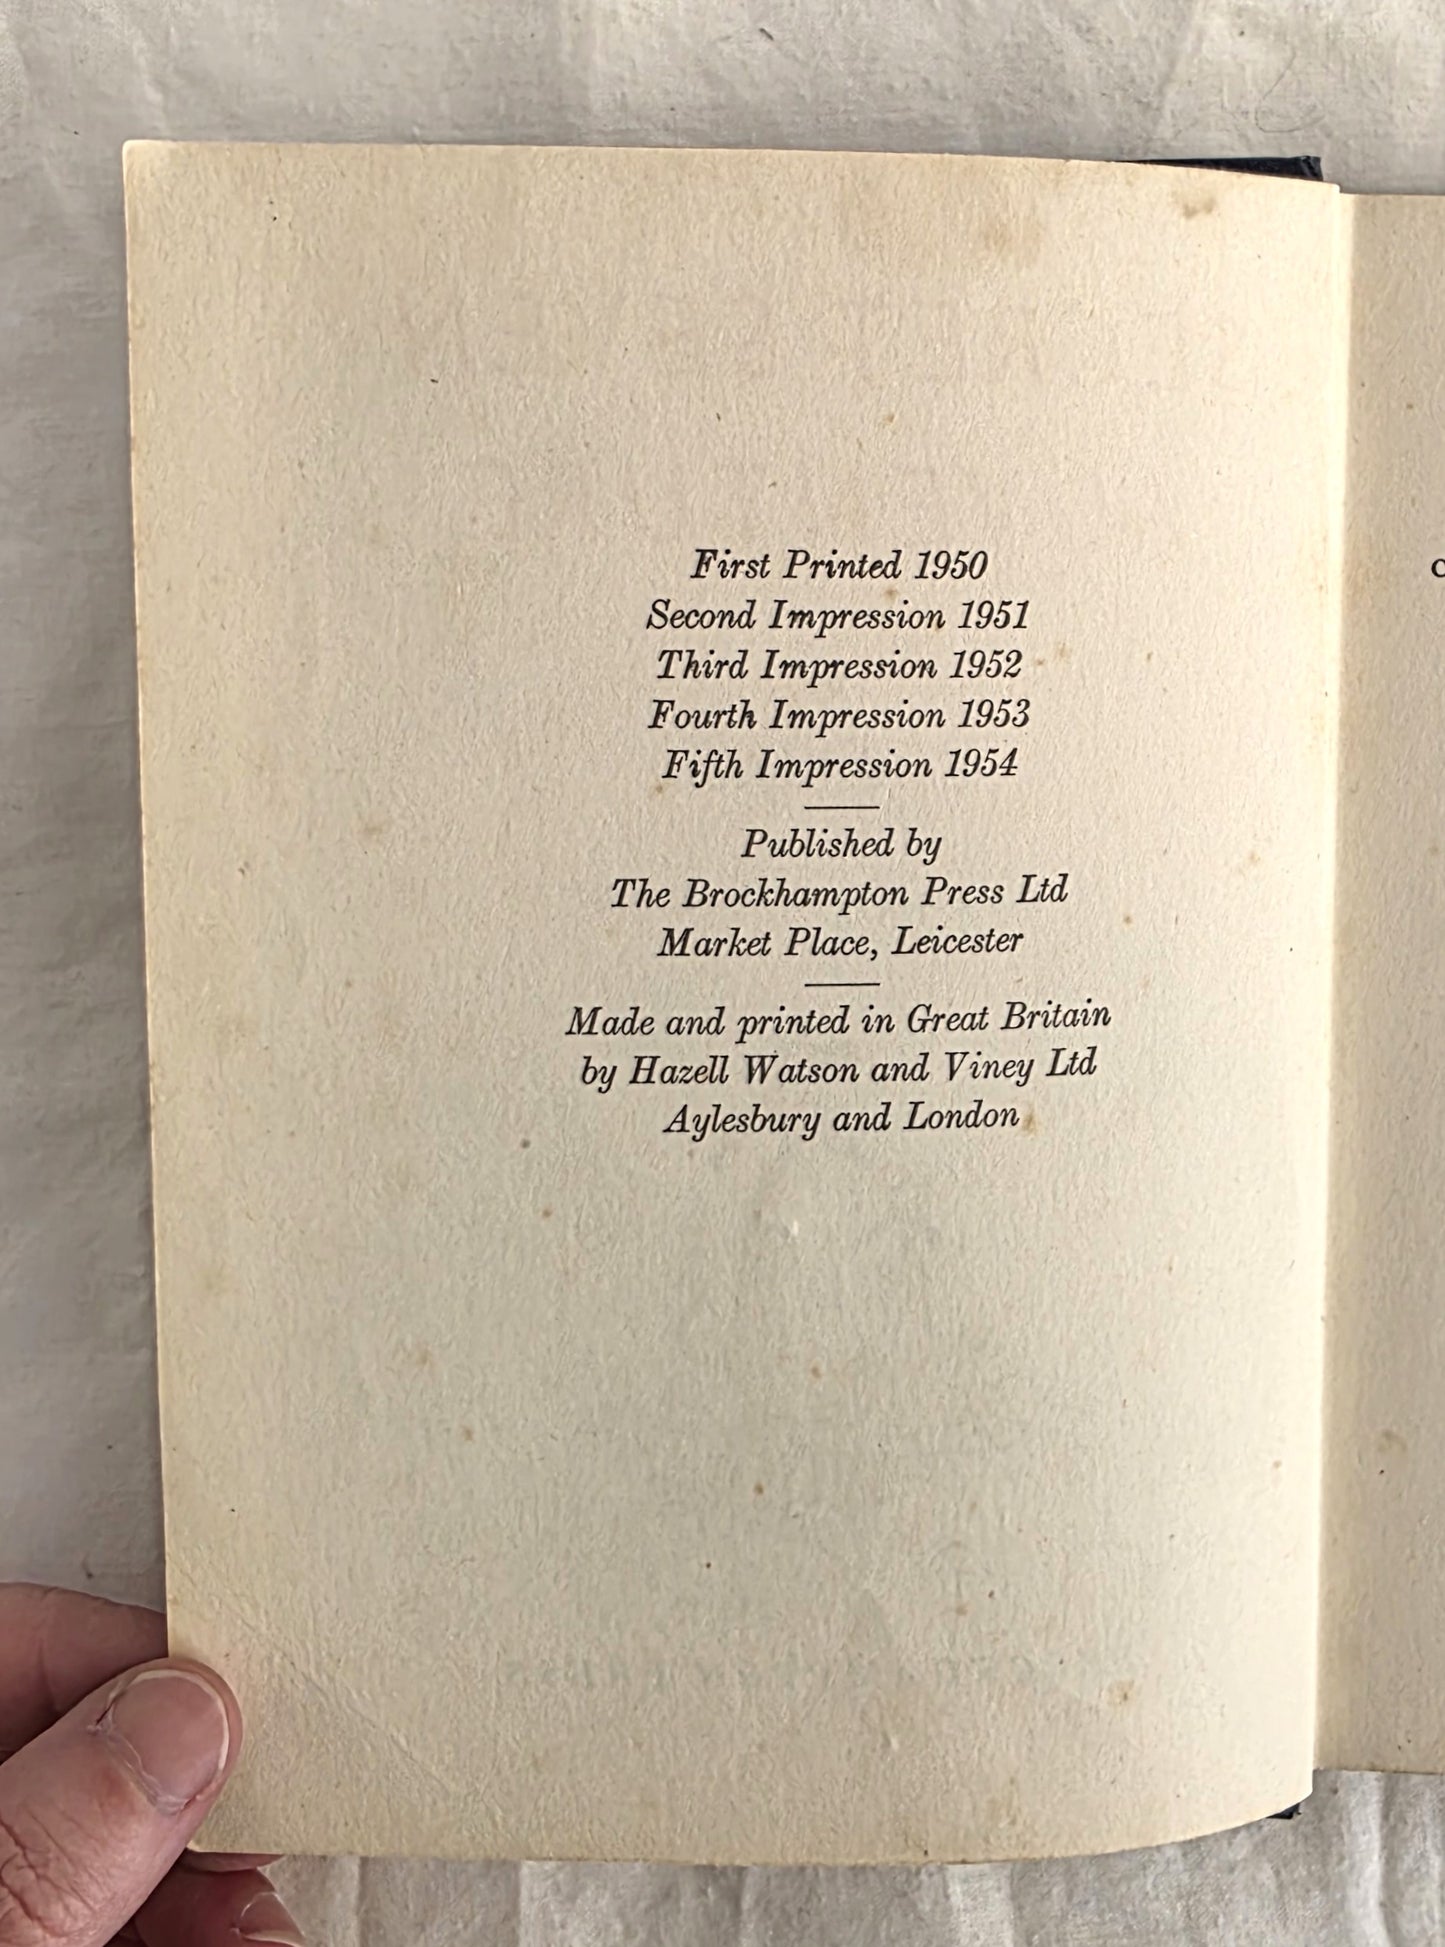 First Printed 1950
Second Impression 1951
Third Impression 1952
Fourth Impression 1953
Fifth Impression 1954
Published by
The Brockhampton Press Ltd
Market Place, Leicester
Made and printed in Great Britain
by Hazell Watson and Viney Ltd
Aylesbury and London